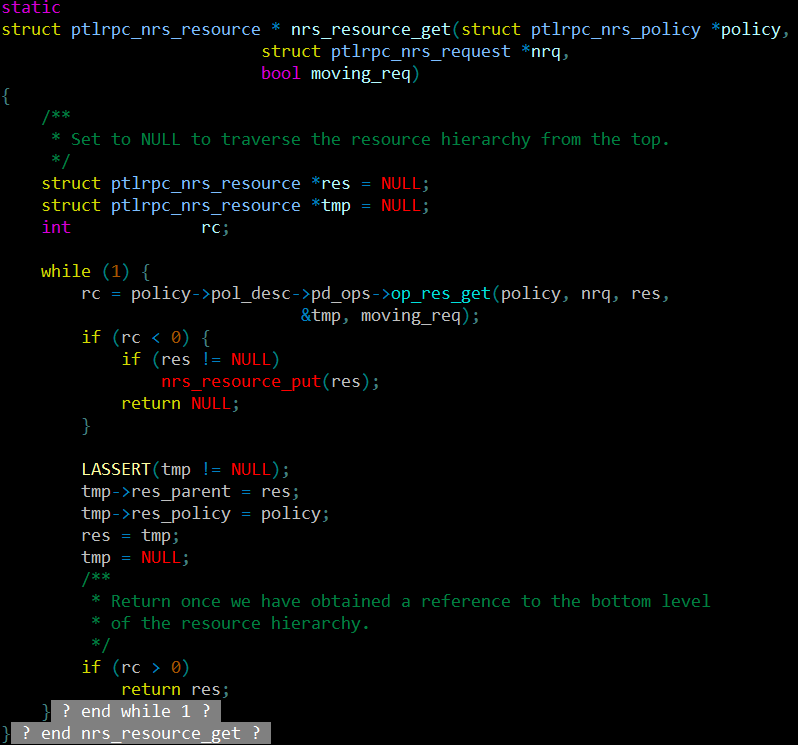 static
struct ptlrpc_nrs_resource * nrs_resource_get(struct ptlrpc_nrs_policy *policy,
                          struct ptlrpc_nrs_request *nrq,
                          bool moving_req)
{
    /**
     * Set to NULL to traverse the resource hierarchy from the top.
     */
    struct ptlrpc_nrs_resource *res = NULL;
    struct ptlrpc_nrs_resource *tmp = NULL;
    int             rc;

    while (1) {
        rc = policy->pol_desc->pd_ops->op_res_get(policy, nrq, res,
                              &tmp, moving_req);
        if (rc < 0) {
            if (res != NULL)
                nrs_resource_put(res);
            return NULL;
        }

        LASSERT(tmp != NULL);
        tmp->res_parent = res;
        tmp->res_policy = policy;
        res = tmp;
        tmp = NULL;
        /**
         * Return once we have obtained a reference to the bottom level
         * of the resource hierarchy.
         */
        if (rc > 0)
            return res;
    } ? end while 1 ?
} ? end nrs_resource_get ?